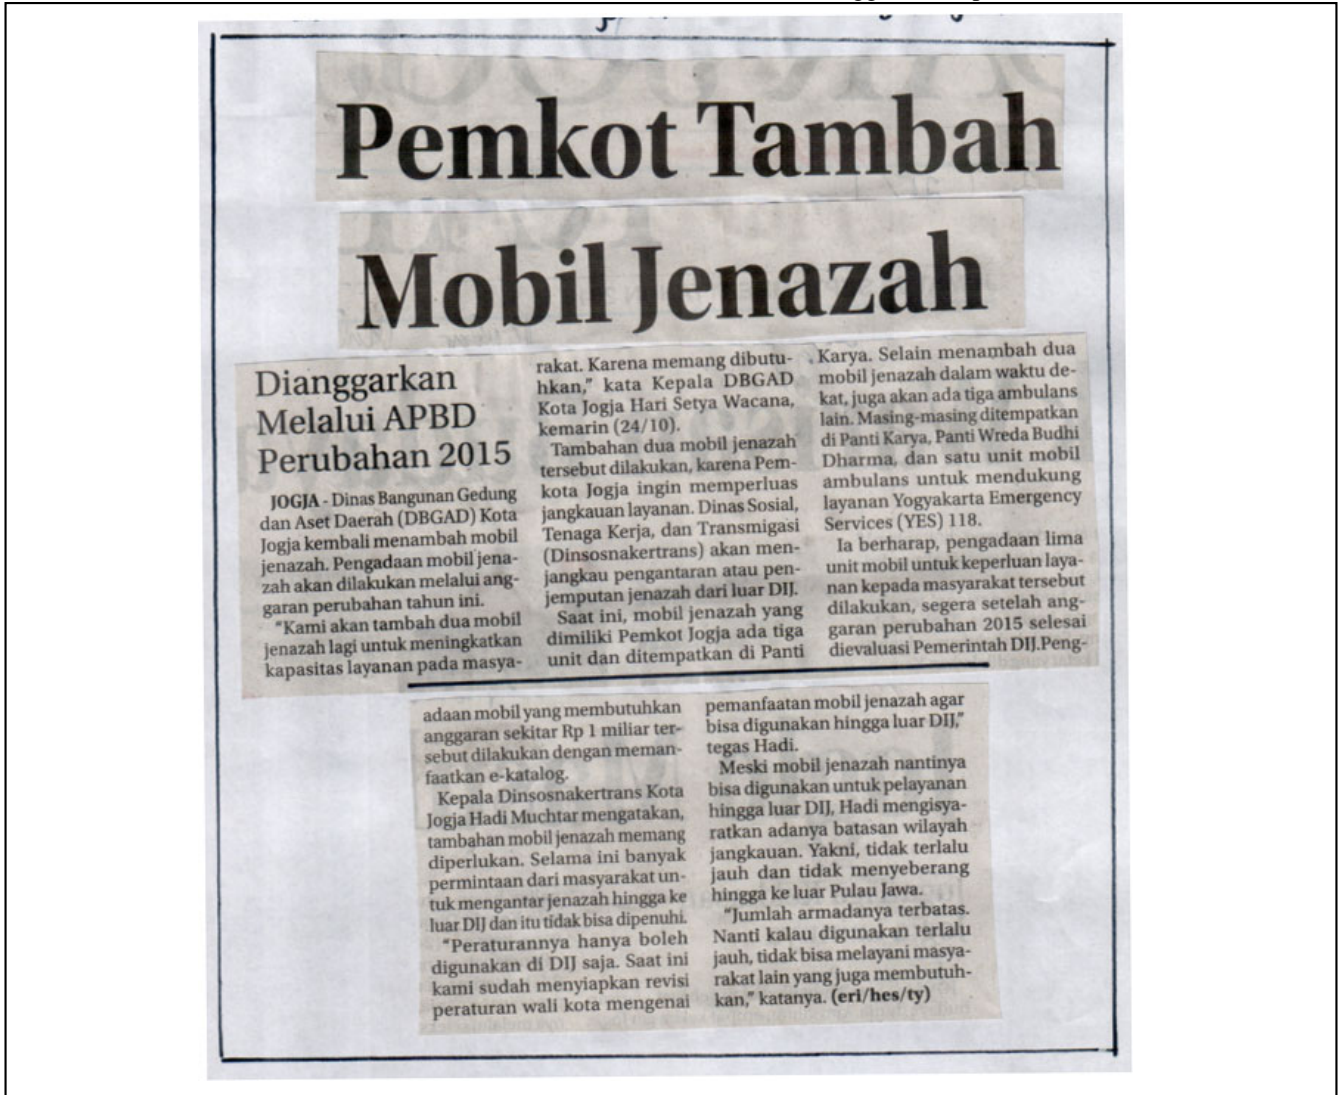 Pemkot Tambah
Mobil Jenazah
Dianggarkan
Melalui APBD
Perubahan 2015
JOGJA - Dinas Bangunan Gedung
dan Aset Daerah (DBGAD) Kota
Jogja kembali menambah mobil
jenazah. Pengadaan mobil jena-
zah akan dilakukan melalui ang-
garan perubahan tahun ini.
"Kami akan tambah dua mobil
jenazah lagi untuk meningkatkan
kapasitas layanan pada masya-
rakat. Karena memang dibutu-
hkan," kata Kepala DBGAD
Kota Jogja Hari Setya Wacana,
kemarin (24/10).
Tambahan dua mobil jenazah
tersebut dilakukan, karena Pem-
kota Jogja ingin memperluas
jangkauan layanan. Dinas Sosial,
Tenaga Kerja, dan Transmigasi
(Dinsosnakertrans) akan men-
jangkau pengantaran atau pen-
jemputan jenazah dari luar DIJ.
Saat ini, mobil jenazah yang
dimiliki Pemkot Jogja ada tiga
unit dan ditempatkan di Panti
Karya. Selain menambah dua
mobil jenazah dalam waktu de-
kat, juga akan ada tiga ambulans
lain. Masing-masing ditempatkan
di Panti Karya, Panti Wreda Budhi
Dharma, dan satu unit mobil
ambulans untuk mendukung
layanan Yogyakarta Emergency
Services (YES) 118.
Ia berharap, pengadaan lima
unit mobil untuk keperluan laya-
nan kepada masyarakat tersebut
dilakukan, segera setelah ang-
garan perubahan 2015 selesai
dievaluasi Pemerintah DIJ.Peng-
adaan mobil yang membutuhkan
anggaran sekitar Rp 1 miliar ter-
sebut dilakukan dengan meman-
faatkan e-katalog.
Kepala Dinsosnakertrans Kota
Jogja Hadi Muchtar mengatakan,
tambahan mobil jenazah memang
diperlukan. Selama ini banyak
permintaan dari masyarakat un-
tuk mengantar jenazah hingga ke
luar DIJ dan itu tidak bisa dipenuhi.
"Peraturannya hanya boleh
digunakan di DIJ saja. Saat ini
kami sudah menyiapkan revisi
peraturan wali kota mengenai
pemanfaatan mobil jenazah agar
bisa digunakan hingga luar DIJ,"
tegas Hadi.
Meski mobil jenazah nantinya
bisa digunakan untuk pelayanan
hingga luar DIJ, Hadi mengisya-
ratkan adanya batasan wilayah
jangkauan. Yakni, tidak terlalu
jauh dan tidak menyeberang
hingga ke luar Pulau Jawa.
"Jumlah armadanya terbatas.
Nanti kalau digunakan terlalu
jauh, tidak bisa melayani masya-
rakat lain yang juga membutuh-
kan," katanya. (eri/hes/ty)